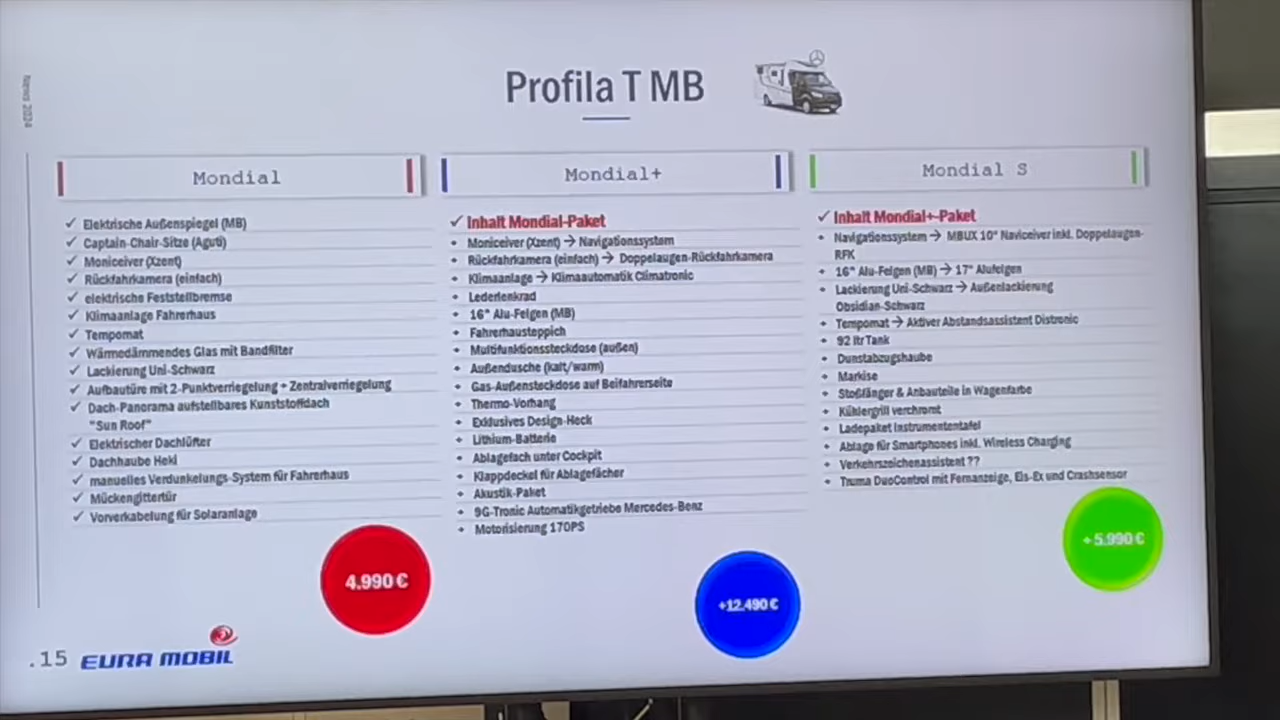 News 2024
Profila T MB
Mondial
✓ Elektrische Außenspiegel (MB)
✓ Captain-Chair-Sitze (Aguti)
✓ Moniceiver (Xzent)
✓ Rückfahrkamera (einfach)
✓ elektrische Feststellbremse
✓ Klimaanlage Fahrerhaus
✓ Tempomat
✓ Wärmedämmendes Glas mit Bandfilter
✓ Lackierung Uni-Schwarz
✓ Aufbautüre mit 2-Punktverriegelung + Zentralverriegelung
✓ Dach-Panorama aufstellbares Kunststoffdach
"Sun Roof"
✓ Elektrischer Dachlüfter
✓ Dachhaube Heki
✓ manuelles Verdunkelungs-System für Fahrerhaus
✓ Mückengittertür
✓ Vorverkabelung für Solaranlage
4.990 €
Mondial+
✓ Inhalt Mondial-Paket
+ Moniceiver (Xzent) → Navigationssystem
+ Rückfahrkamera (einfach) → Doppelaugen-Rückfahrkamera
+ Klimaanlage → Klimaautomatik Climatronic
+ Lederlenkrad
+ 16" Alu-Felgen (MB)
+ Fahrerhausteppich
+ Multifunktionssteckdose (außen)
+ Außendusche (kalt/warm)
+ Gas-Außensteckdose auf Beifahrerseite
+ Thermo-Vorhang
+ Exklusives Design-Heck
+ Lithium-Batterie
+ Ablagefach unter Cockpit
+ Klappdeckel für Ablagefächer
+ Akustik-Paket
+ 9G-Tronic Automatikgetriebe Mercedes-Benz
+ Motorisierung 170PS
+12.490 €
Mondial S
✓ Inhalt Mondial+-Paket
+ Navigationssystem → MBUX 10" Naviceiver inkl. Doppelaugen-
RFK
+ 16" Alu-Felgen (MB) → 17" Alufelgen
+ Lackierung Uni-Schwarz → Außenlackierung
Obsidian-Schwarz
+ Tempomat → Aktiver Abstandsassistent Distronic
+ 92 ltr Tank
+ Dunstabzugshaube
+ Markise
+ Stoßfänger & Anbauteile in Wagenfarbe
+ Kühlergrill verchromt
+ Ladepaket Instrumententafel
+ Ablage für Smartphones inkl. Wireless Charging
+ Verkehrszeichenassistent ??
+ Truma DuoControl mit Fernanzeige, Eis-Ex und Crashsensor
+ 5.990 €
.15 EURA MOBIL